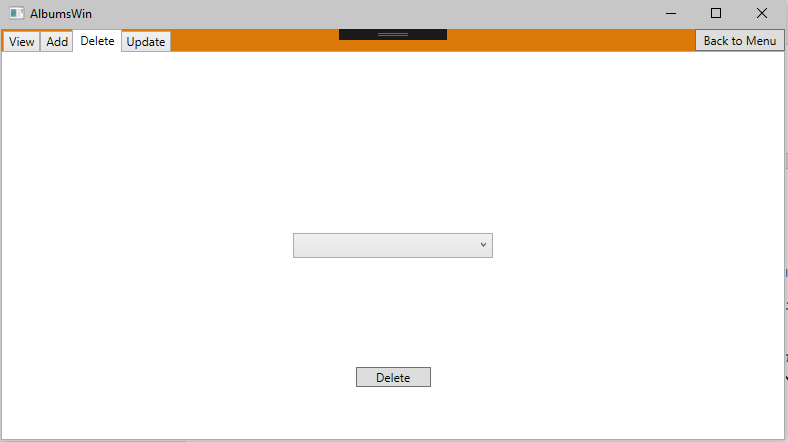 AlbumsWin
View Add Delete Update Back to Menu
Delete